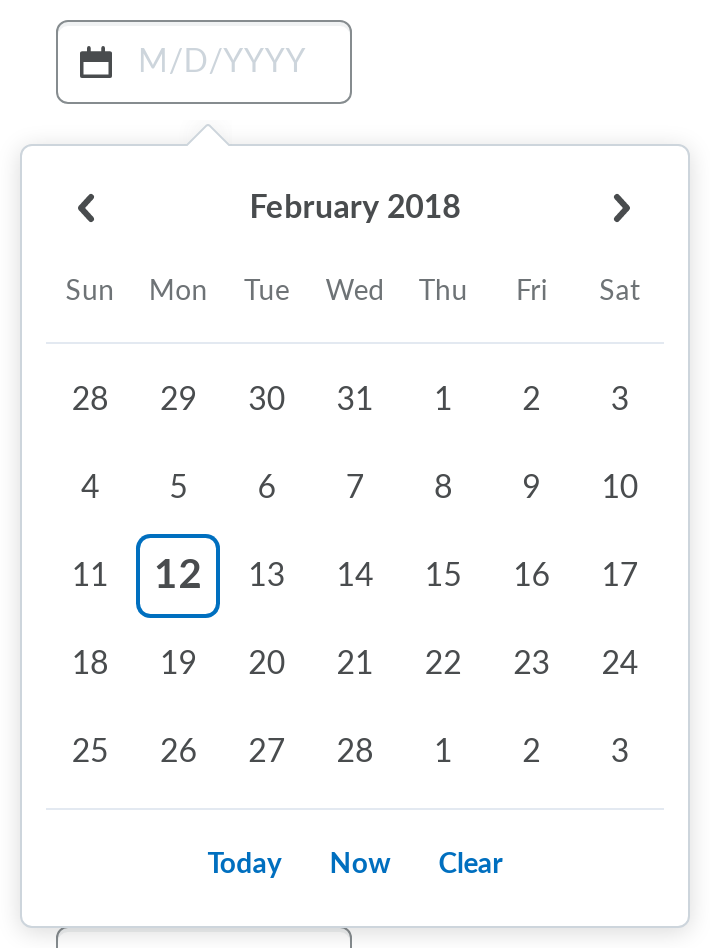 M/D/YYYY
February 2018
Sun Mon Tue Wed Thu Fri Sat
28 29 30 31 1 2 3
4 5 6 7 8 9 10
11 12 13 14 15 16 17
18 19 20 21 22 23 24
25 26 27 28 1 2 3
Today Now Clear